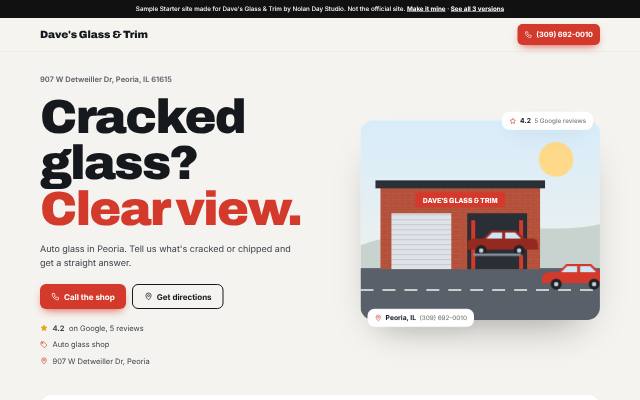 Sample Starter site made for Dave's Glass & Trim by Nolan Day Studio. Not the official site. Make it mine · See all 3 versions
Dave's Glass & Trim
(309) 692-0010
907 W Detweiller Dr, Peoria, IL 61615
Cracked
glass?
Clear view.
Auto glass in Peoria. Tell us what's cracked or chipped and
get a straight answer.
Call the shop
Get directions
4.2 on Google, 5 reviews
Auto glass shop
907 W Detweiller Dr, Peoria
4.2 5 Google reviews
DAVE'S GLASS & TRIM
Peoria, IL (309) 692-0010